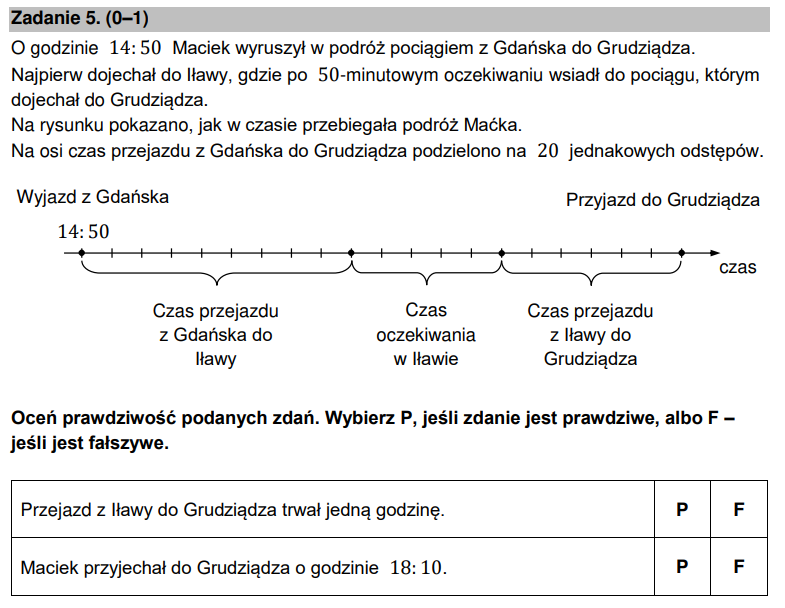 Zadanie 5. (0–1)
O godzinie 14:50 Maciek wyruszył w podróż pociągiem z Gdańska do Grudziądza.
Najpierw dojechał do Iławy, gdzie po 50-minutowym oczekiwaniu wsiadł do pociągu, którym
dojechał do Grudziądza.
Na rysunku pokazano, jak w czasie przebiegała podróż Maćka.
Na osi czas przejazdu z Gdańska do Grudziądza podzielono na 20 jednakowych odstępów.
Wyjazd z Gdańska
Przyjazd do Grudziądza
14:50
czas
Czas przejazdu
z Gdańska do
Iławy
Czas
oczekiwania
w Iławie
Czas przejazdu
z Iławy do
Grudziądza
Oceń prawdziwość podanych zdań. Wybierz P, jeśli zdanie jest prawdziwe, albo F –
jeśli jest fałszywe.
Przejazd z Iławy do Grudziądza trwał jedną godzinę. P F
Maciek przyjechał do Grudziądza o godzinie 18:10. P F